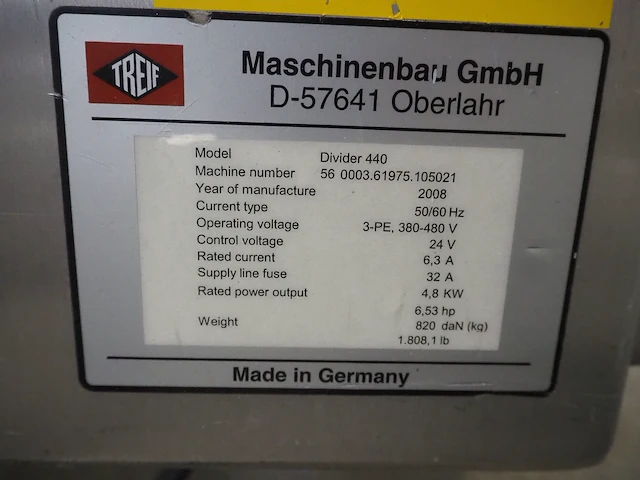 TREIF
Maschinenbau GmbH
D-57641 Oberlahr
Model Divider 440
Machine number 56 0003.61975.105021
Year of manufacture 2008
Current type 50/60 Hz
Operating voltage 3-PE, 380-480 V
Control voltage 24 V
Rated current 6,3 A
Supply line fuse 32 A
Rated power output 4,8 KW
6,53 hp
Weight 820 daN (kg)
1.808,1 lb
Made in Germany